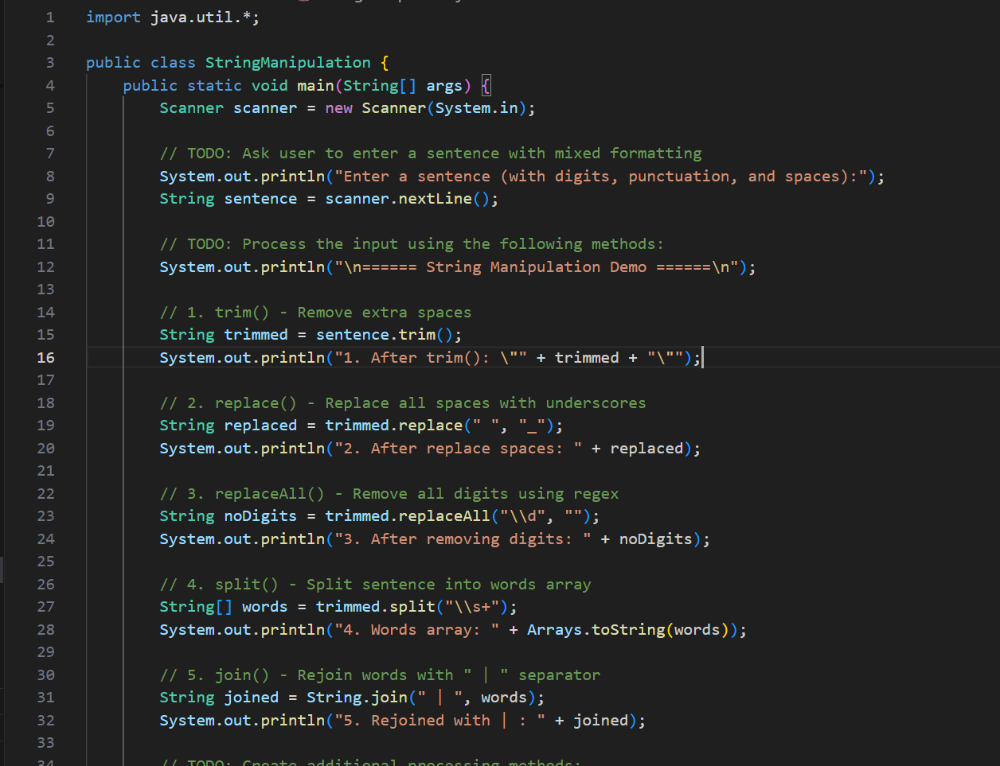 1 import java.util.*;
2
3 public class StringManipulation {
4     public static void main(String[] args) {
5         Scanner scanner = new Scanner(System.in);
6
7         // TODO: Ask user to enter a sentence with mixed formatting
8         System.out.println("Enter a sentence (with digits, punctuation, and spaces):");
9         String sentence = scanner.nextLine();
10
11         // TODO: Process the input using the following methods:
12         System.out.println("\n====== String Manipulation Demo ======\n");
13
14         // 1. trim() - Remove extra spaces
15         String trimmed = sentence.trim();
16         System.out.println("1. After trim(): \"" + trimmed + "\"");
17
18         // 2. replace() - Replace all spaces with underscores
19         String replaced = trimmed.replace(" ", "_");
20         System.out.println("2. After replace spaces: " + replaced);
21
22         // 3. replaceAll() - Remove all digits using regex
23         String noDigits = trimmed.replaceAll("\\d", "");
24         System.out.println("3. After removing digits: " + noDigits);
25
26         // 4. split() - Split sentence into words array
27         String[] words = trimmed.split("\\s+");
28         System.out.println("4. Words array: " + Arrays.toString(words));
29
30         // 5. join() - Rejoin words with " | " separator
31         String joined = String.join(" | ", words);
32         System.out.println("5. Rejoined with | : " + joined);
33
34         // TODO: Create additional processing methods: